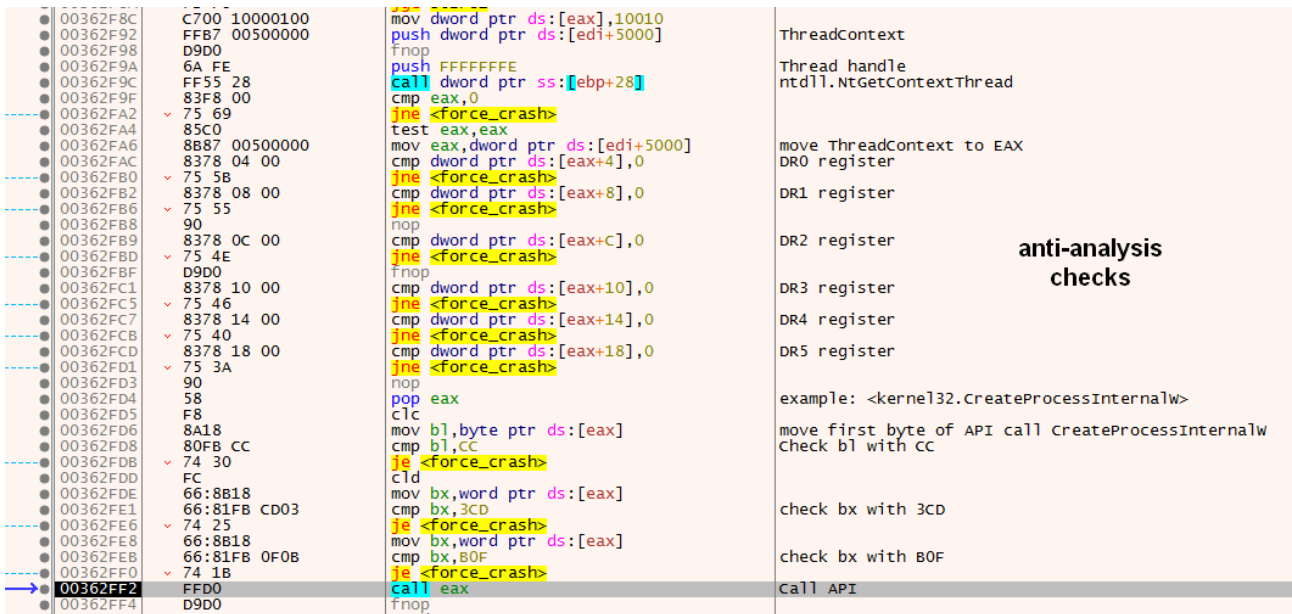 00362F8C C700 10000100 mov dword ptr ds:[eax],10010
00362F92 FFB7 00500000 push dword ptr ds:[edi+5000] ThreadContext
00362F98 D9D0 fnop
00362F9A 6A FE push FFFFFFFE Thread handle
00362F9C FF55 28 call dword ptr ss:[ebp+28] ntdll.NtGetContextThread
00362F9F 83F8 00 cmp eax,0
00362FA2 75 69 jne <force_crash>
00362FA4 85C0 test eax,eax
00362FA6 8B87 00500000 mov eax,dword ptr ds:[edi+5000] move ThreadContext to EAX
00362FAC 8378 04 00 cmp dword ptr ds:[eax+4],0 DR0 register
00362FB0 75 5B jne <force_crash>
00362FB2 8378 08 00 cmp dword ptr ds:[eax+8],0 DR1 register
00362FB6 75 55 jne <force_crash>
00362FB8 90 nop
00362FB9 8378 0C 00 cmp dword ptr ds:[eax+C],0 DR2 register
anti-analysis
00362FBD 75 4E jne <force_crash>
00362FBF D9D0 fnop
checks
00362FC1 8378 10 00 cmp dword ptr ds:[eax+10],0 DR3 register
00362FC5 75 46 jne <force_crash>
00362FC7 8378 14 00 cmp dword ptr ds:[eax+14],0 DR4 register
00362FCB 75 40 jne <force_crash>
00362FCD 8378 18 00 cmp dword ptr ds:[eax+18],0 DR5 register
00362FD1 75 3A jne <force_crash>
00362FD3 90 nop
00362FD4 58 pop eax example: <kernel32.CreateProcessInternalW>
00362FD5 F8 clc
00362FD6 8A18 mov bl,byte ptr ds:[eax] move first byte of API call CreateProcessInternalW
00362FD8 80FB CC cmp bl,CC Check bl with CC
00362FDB 74 30 je <force_crash>
00362FDD FC cld
00362FDE 66:8B18 mov bx,word ptr ds:[eax]
00362FE1 66:81FB CD03 cmp bx,3CD check bx with 3CD
00362FE6 74 25 je <force_crash>
00362FE8 66:8B18 mov bx,word ptr ds:[eax]
00362FEB 66:81FB 0F0B cmp bx,B0F check bx with B0F
00362FF0 74 1B je <force_crash>
00362FF2 FFD0 call eax Call API
00362FF4 D9D0 fnop